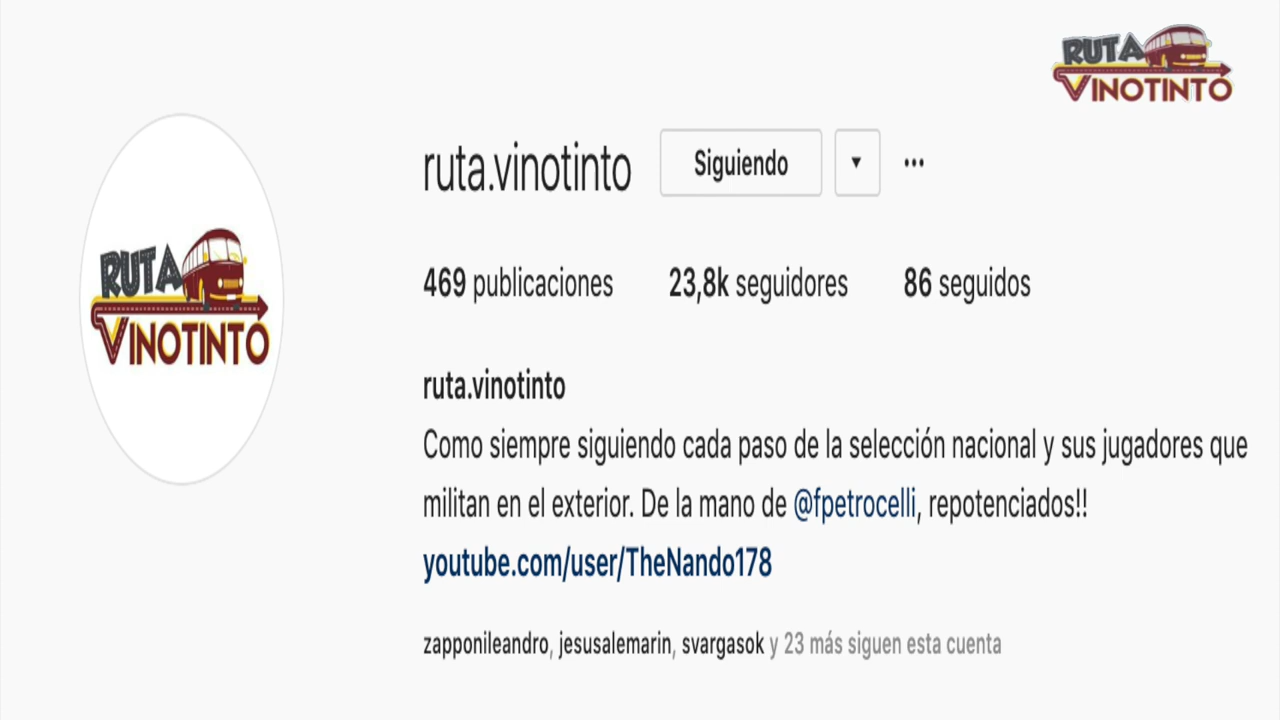 RUTA
VINOTINTO
ruta.vinotinto Siguiendo ▼ •••
469 publicaciones 23,8k seguidores 86 seguidos
RUTA
VINOTINTO
ruta.vinotinto
Como siempre siguiendo cada paso de la selección nacional y sus jugadores que
militan en el exterior. De la mano de @fpetrocelli, repotenciados!!
youtube.com/user/TheNando178
zapponileandro, jesusalemarin, svargasok y 23 más siguen esta cuenta